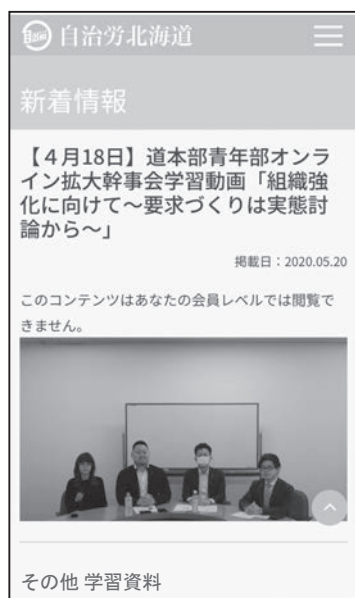 自治労北海道
新着情報
【４月18日】道本部青年部オンラ
イン拡大幹事会学習動画「組織強
化に向けて〜要求づくりは実態討
論から〜」
掲載日：2020.05.20
このコンテンツはあなたの会員レベルでは閲覧で
きません。
その他 学習資料